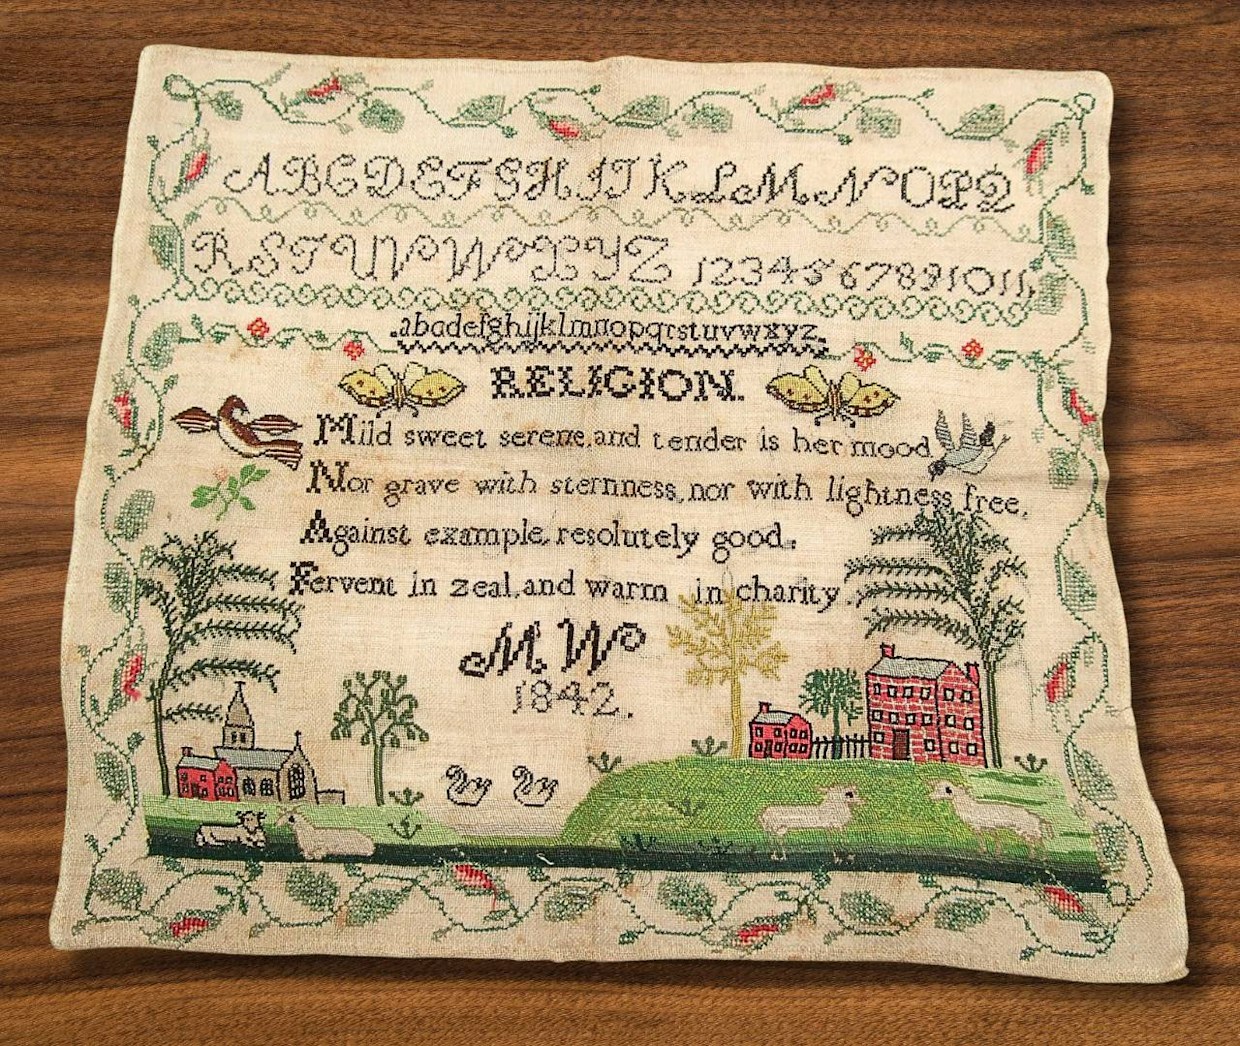 ABCDEFGHIJKLMNOPQ
RSTUVWXYZ 1234567891011,
.abcdefghijklmnopqrstuvwxyz.
RELIGION.
Mild sweet serene,and tender is her mood
Nor grave with sternness,nor with lightness free,
Against example,resolutely good.
Fervent in zeal,and warm in charity.
M W
1842.